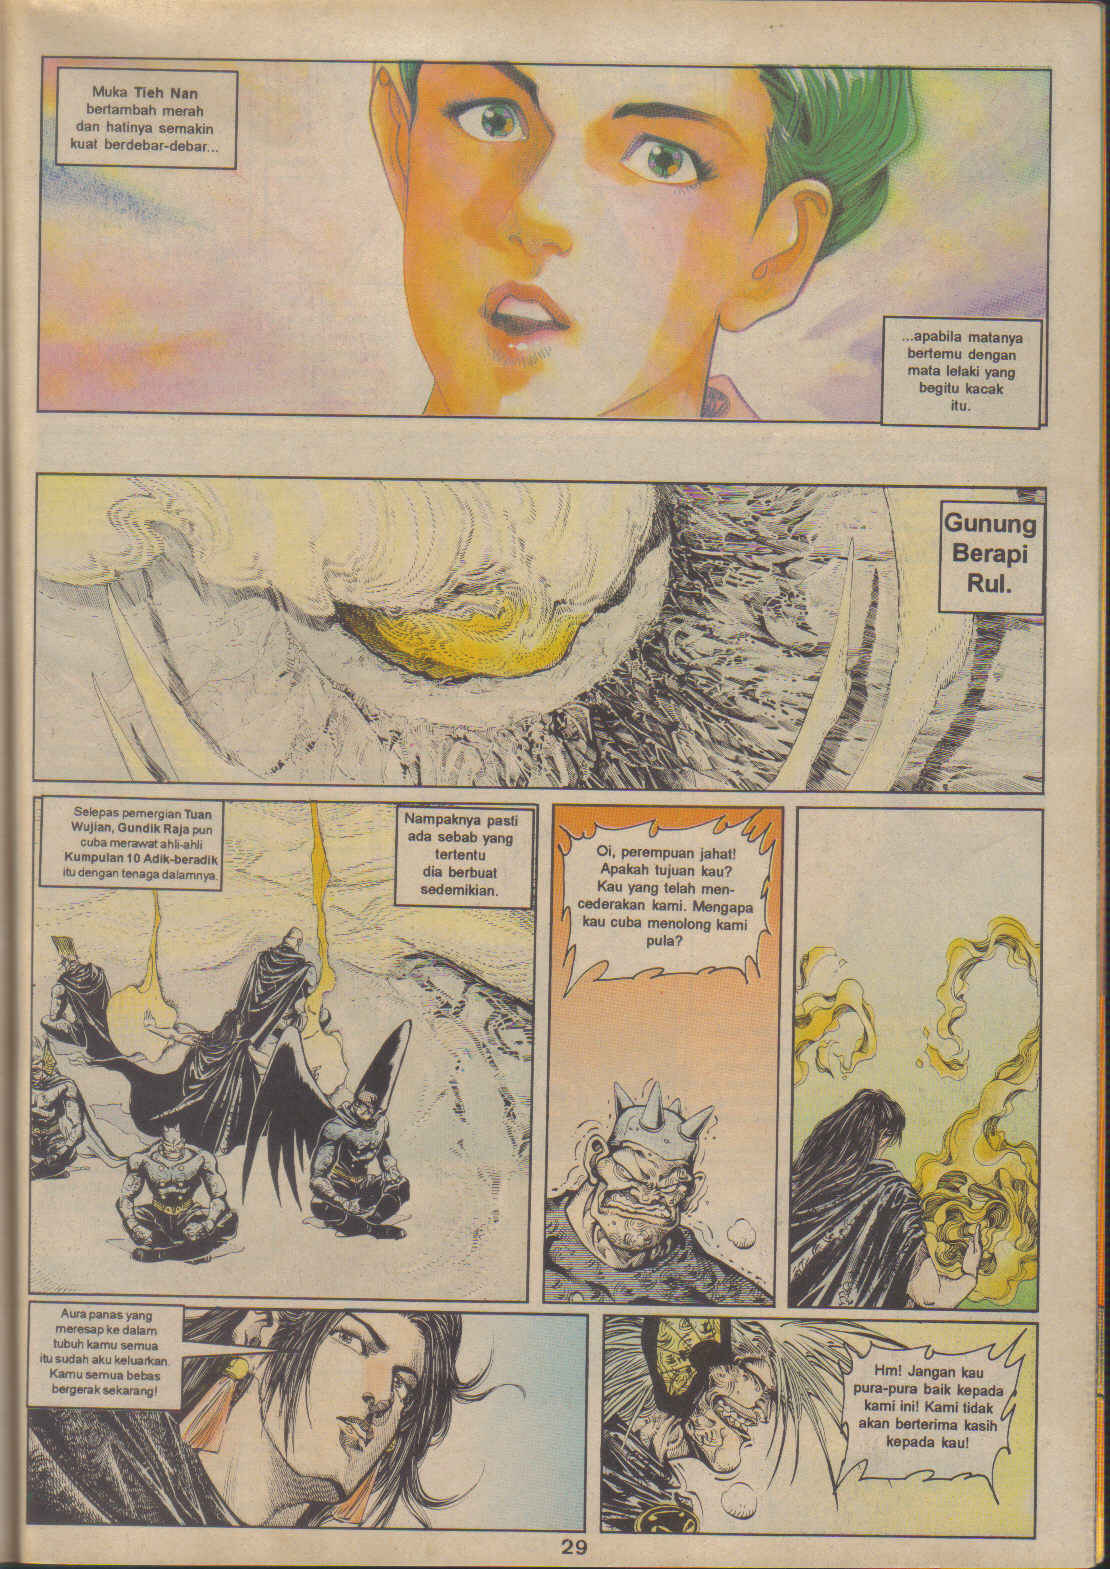 Muka Tieh Nan
bertambah merah
dan hatinya semakin
kuat berdebar-debar...
...apabila matanya
bertemu dengan
mata lelaki yang
begitu kacak
itu.
Gunung
Berapi
Rul.
Selepas pemergian Tuan
Wujian, Gundik Raja pun
cuba merawat ahli-ahli
Kumpulan 10 Adik-beradik
itu dengan tenaga dalamnya.
Nampaknya pasti
ada sebab yang
tertentu
dia berbuat
sedemikian.
Oi, perempuan jahat!
Apakah tujuan kau?
Kau yang telah men-
cederakan kami. Mengapa
kau cuba menolong kami
pula?
Aura panas yang
meresap ke dalam
tubuh kamu semua
itu sudah aku keluarkan.
Kamu semua bebas
bergerak sekarang!
Hm! Jangan kau
pura-pura baik kepada
kami ini! Kami tidak
akan berterima kasih
kepada kau!
29